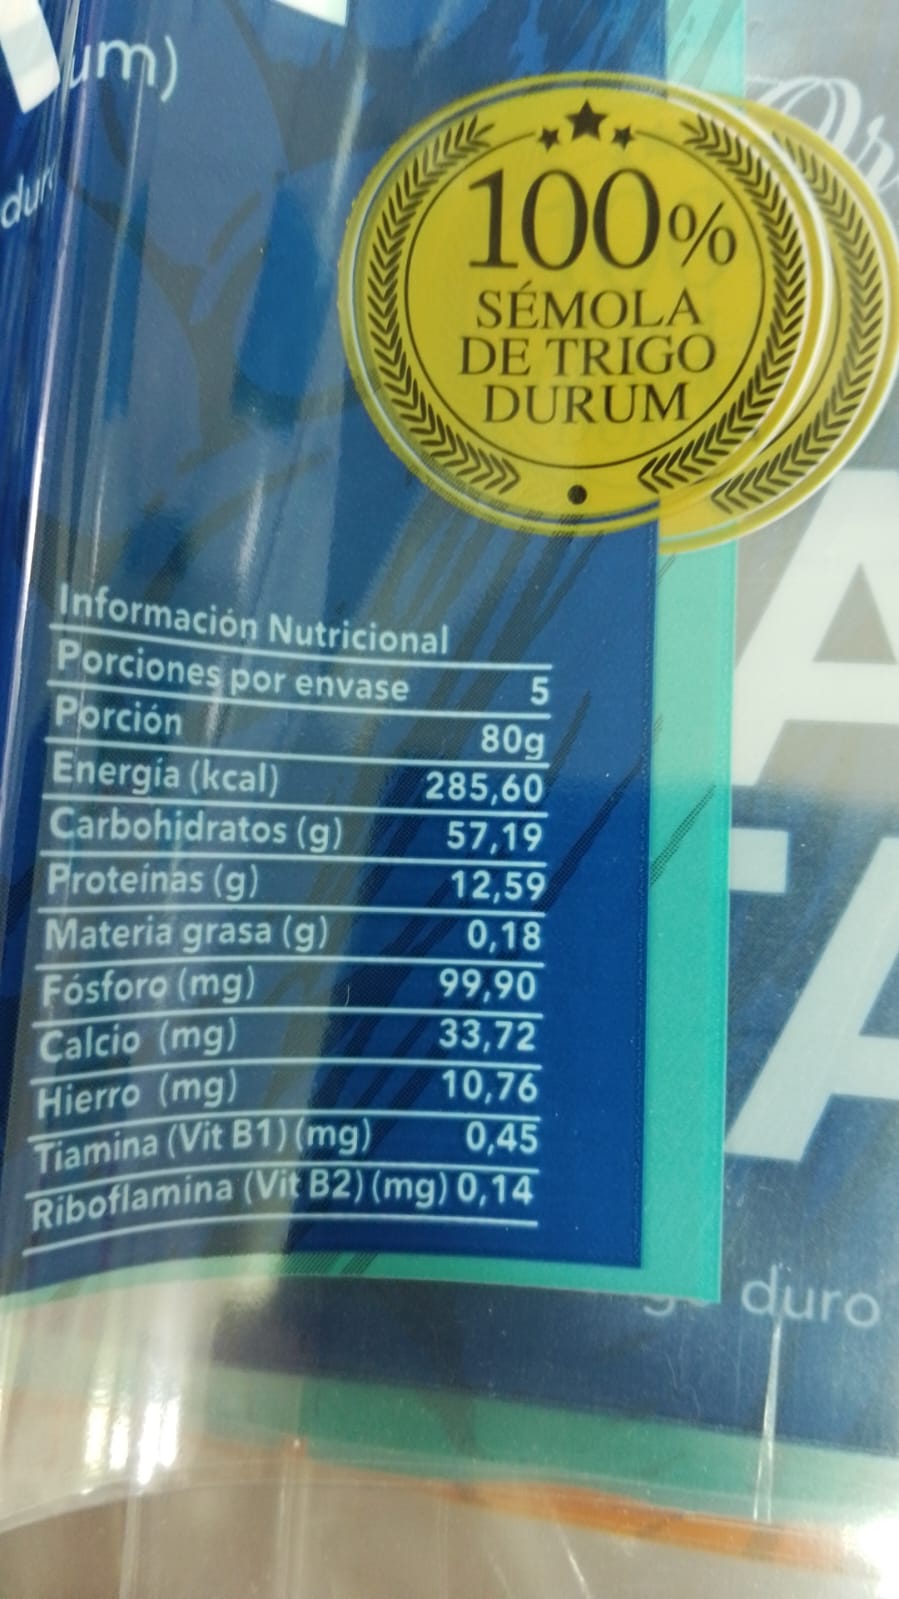 um)
100%
SÉMOLA
DE TRIGO
DURUM
Información Nutricional
Porciones por envase 5
Porción 80g
Energía (kcal) 285,60
Carbohidratos (g) 57,19
Proteínas (g) 12,59
Materia grasa (g) 0,18
Fósforo (mg) 99,90
Calcio (mg) 33,72
Hierro (mg) 10,76
Tiamina (Vit B1) (mg) 0,45
Riboflamina (Vit B2) (mg) 0,14
duro